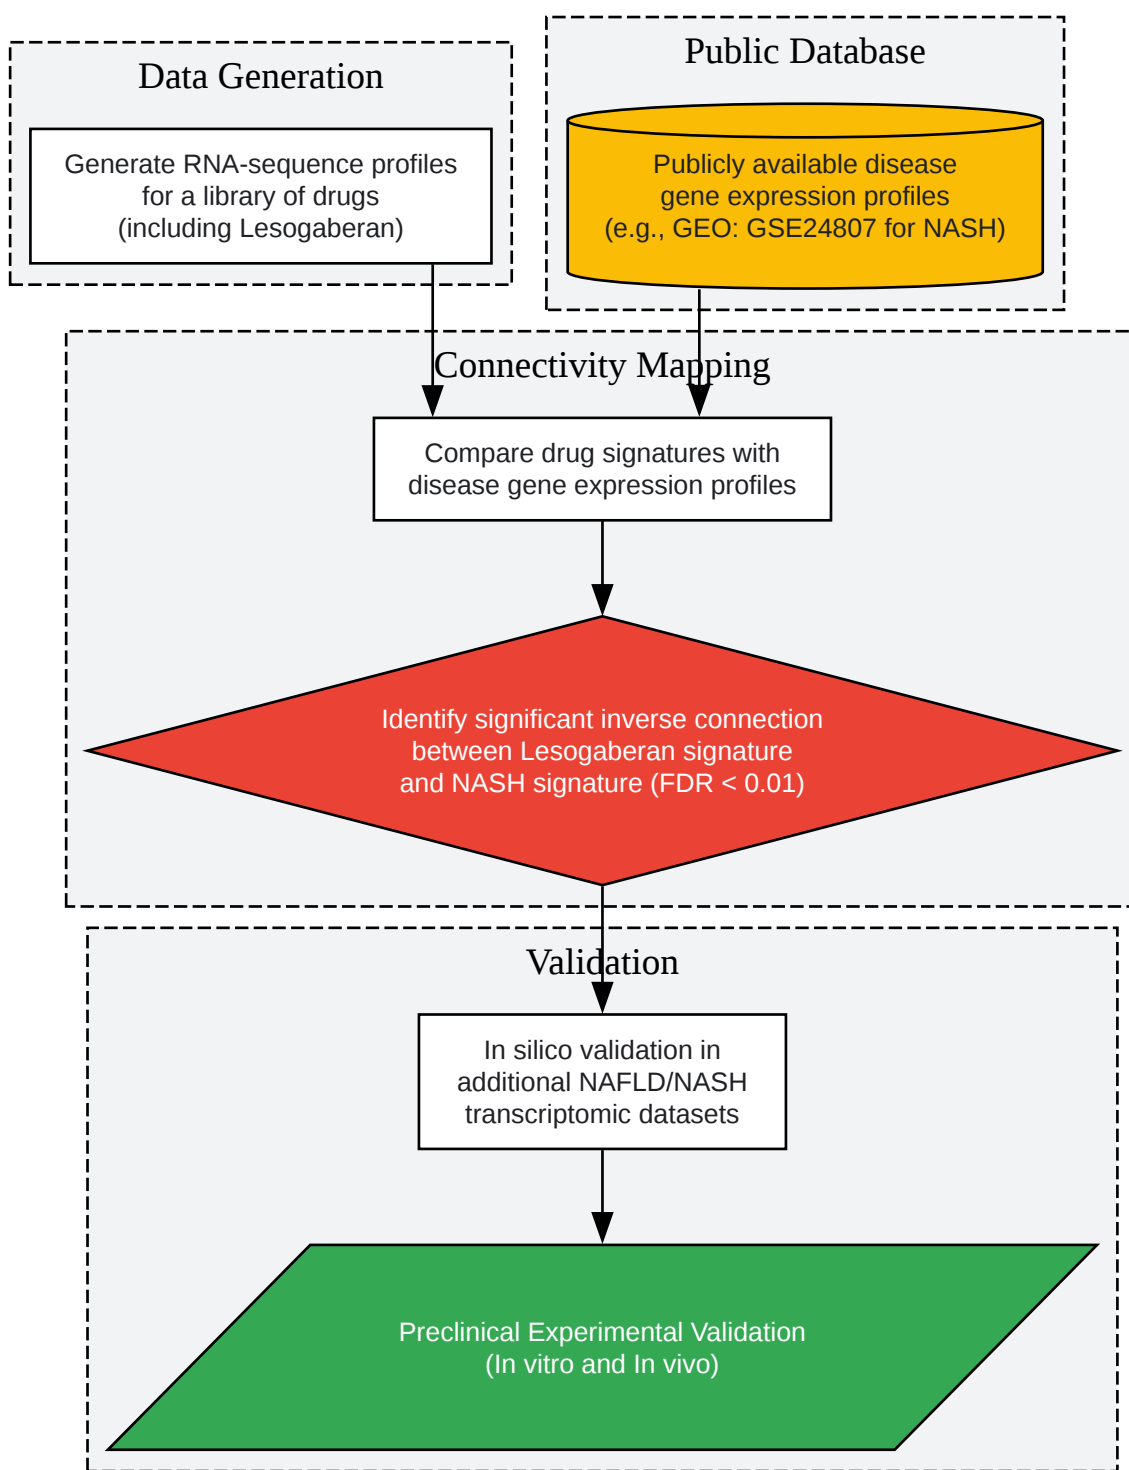 Data Generation
Generate RNA-sequence profiles
for a library of drugs
(including Lesogaberan)
Public Database
Publicly available disease
gene expression profiles
(e.g., GEO: GSE24807 for NASH)
Connectivity Mapping
Compare drug signatures with
disease gene expression profiles
Identify significant inverse connection
between Lesogaberan signature
and NASH signature (FDR < 0.01)
Validation
In silico validation in
additional NAFLD/NASH
transcriptomic datasets
Preclinical Experimental Validation
(In vitro and In vivo)